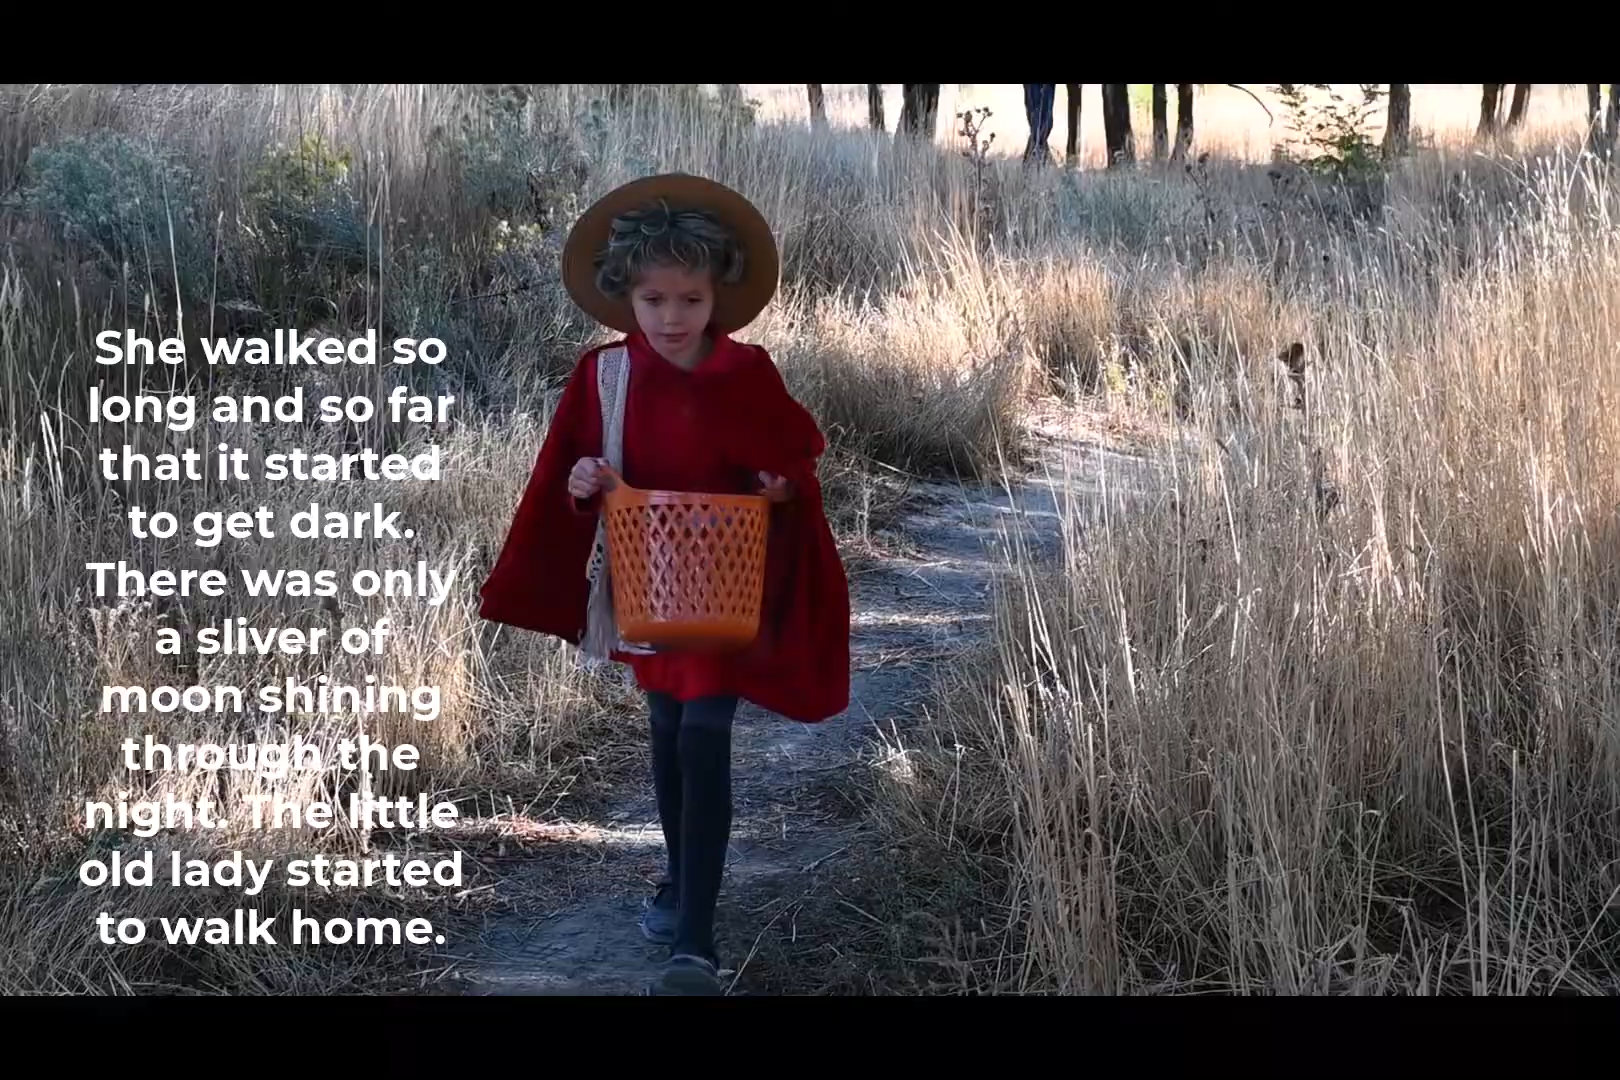 She walked so
long and so far
that it started
to get dark.
There was only
a sliver of
moon shining
through the
night. The little
old lady started
to walk home.